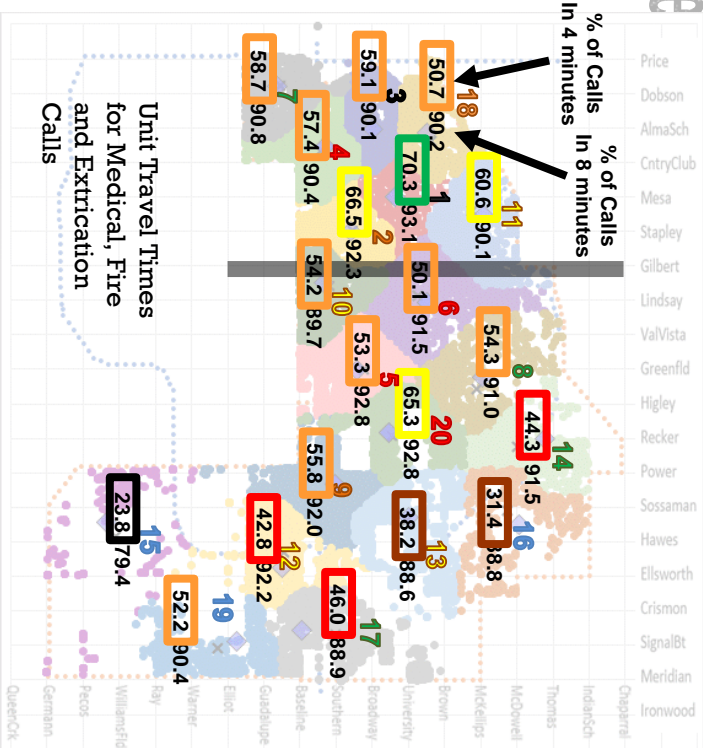 % of Calls
In 4 minutes
% of Calls
In 8 minutes
Price
Dobson
AlmaSch
CntryClub
Mesa
Stapley
Gilbert
Lindsay
ValVista
Greenfld
Higley
Recker
Power
Sossaman
Hawes
Ellsworth
Crismon
SignalBt
Meridian
Ironwood
18
50.7 90.2
3
59.1 90.1
7
58.7 90.8
4
57.4 90.4
1
70.3 93.1
11
60.6 90.1
2
66.5 92.3
10
54.2 89.7
6
50.1 91.5
8
54.3 91.0
5
53.3 92.8
20
65.3 92.8
14
44.3 91.5
9
55.8 92.0
16
31.4 88.8
13
38.2 88.6
12
42.8 92.2
15
23.8 79.4
17
46.0 88.9
19
52.2 90.4
Unit Travel Times
for Medical, Fire
and Extrication
Calls
QueenCrk
Germann
Pecos
WilliamsFld
Ray
Warner
Elliot
Guadalupe
Baseline
Southern
Broadway
University
Brown
McKellips
McDowell
Thomas
IndianSch
Chaparral